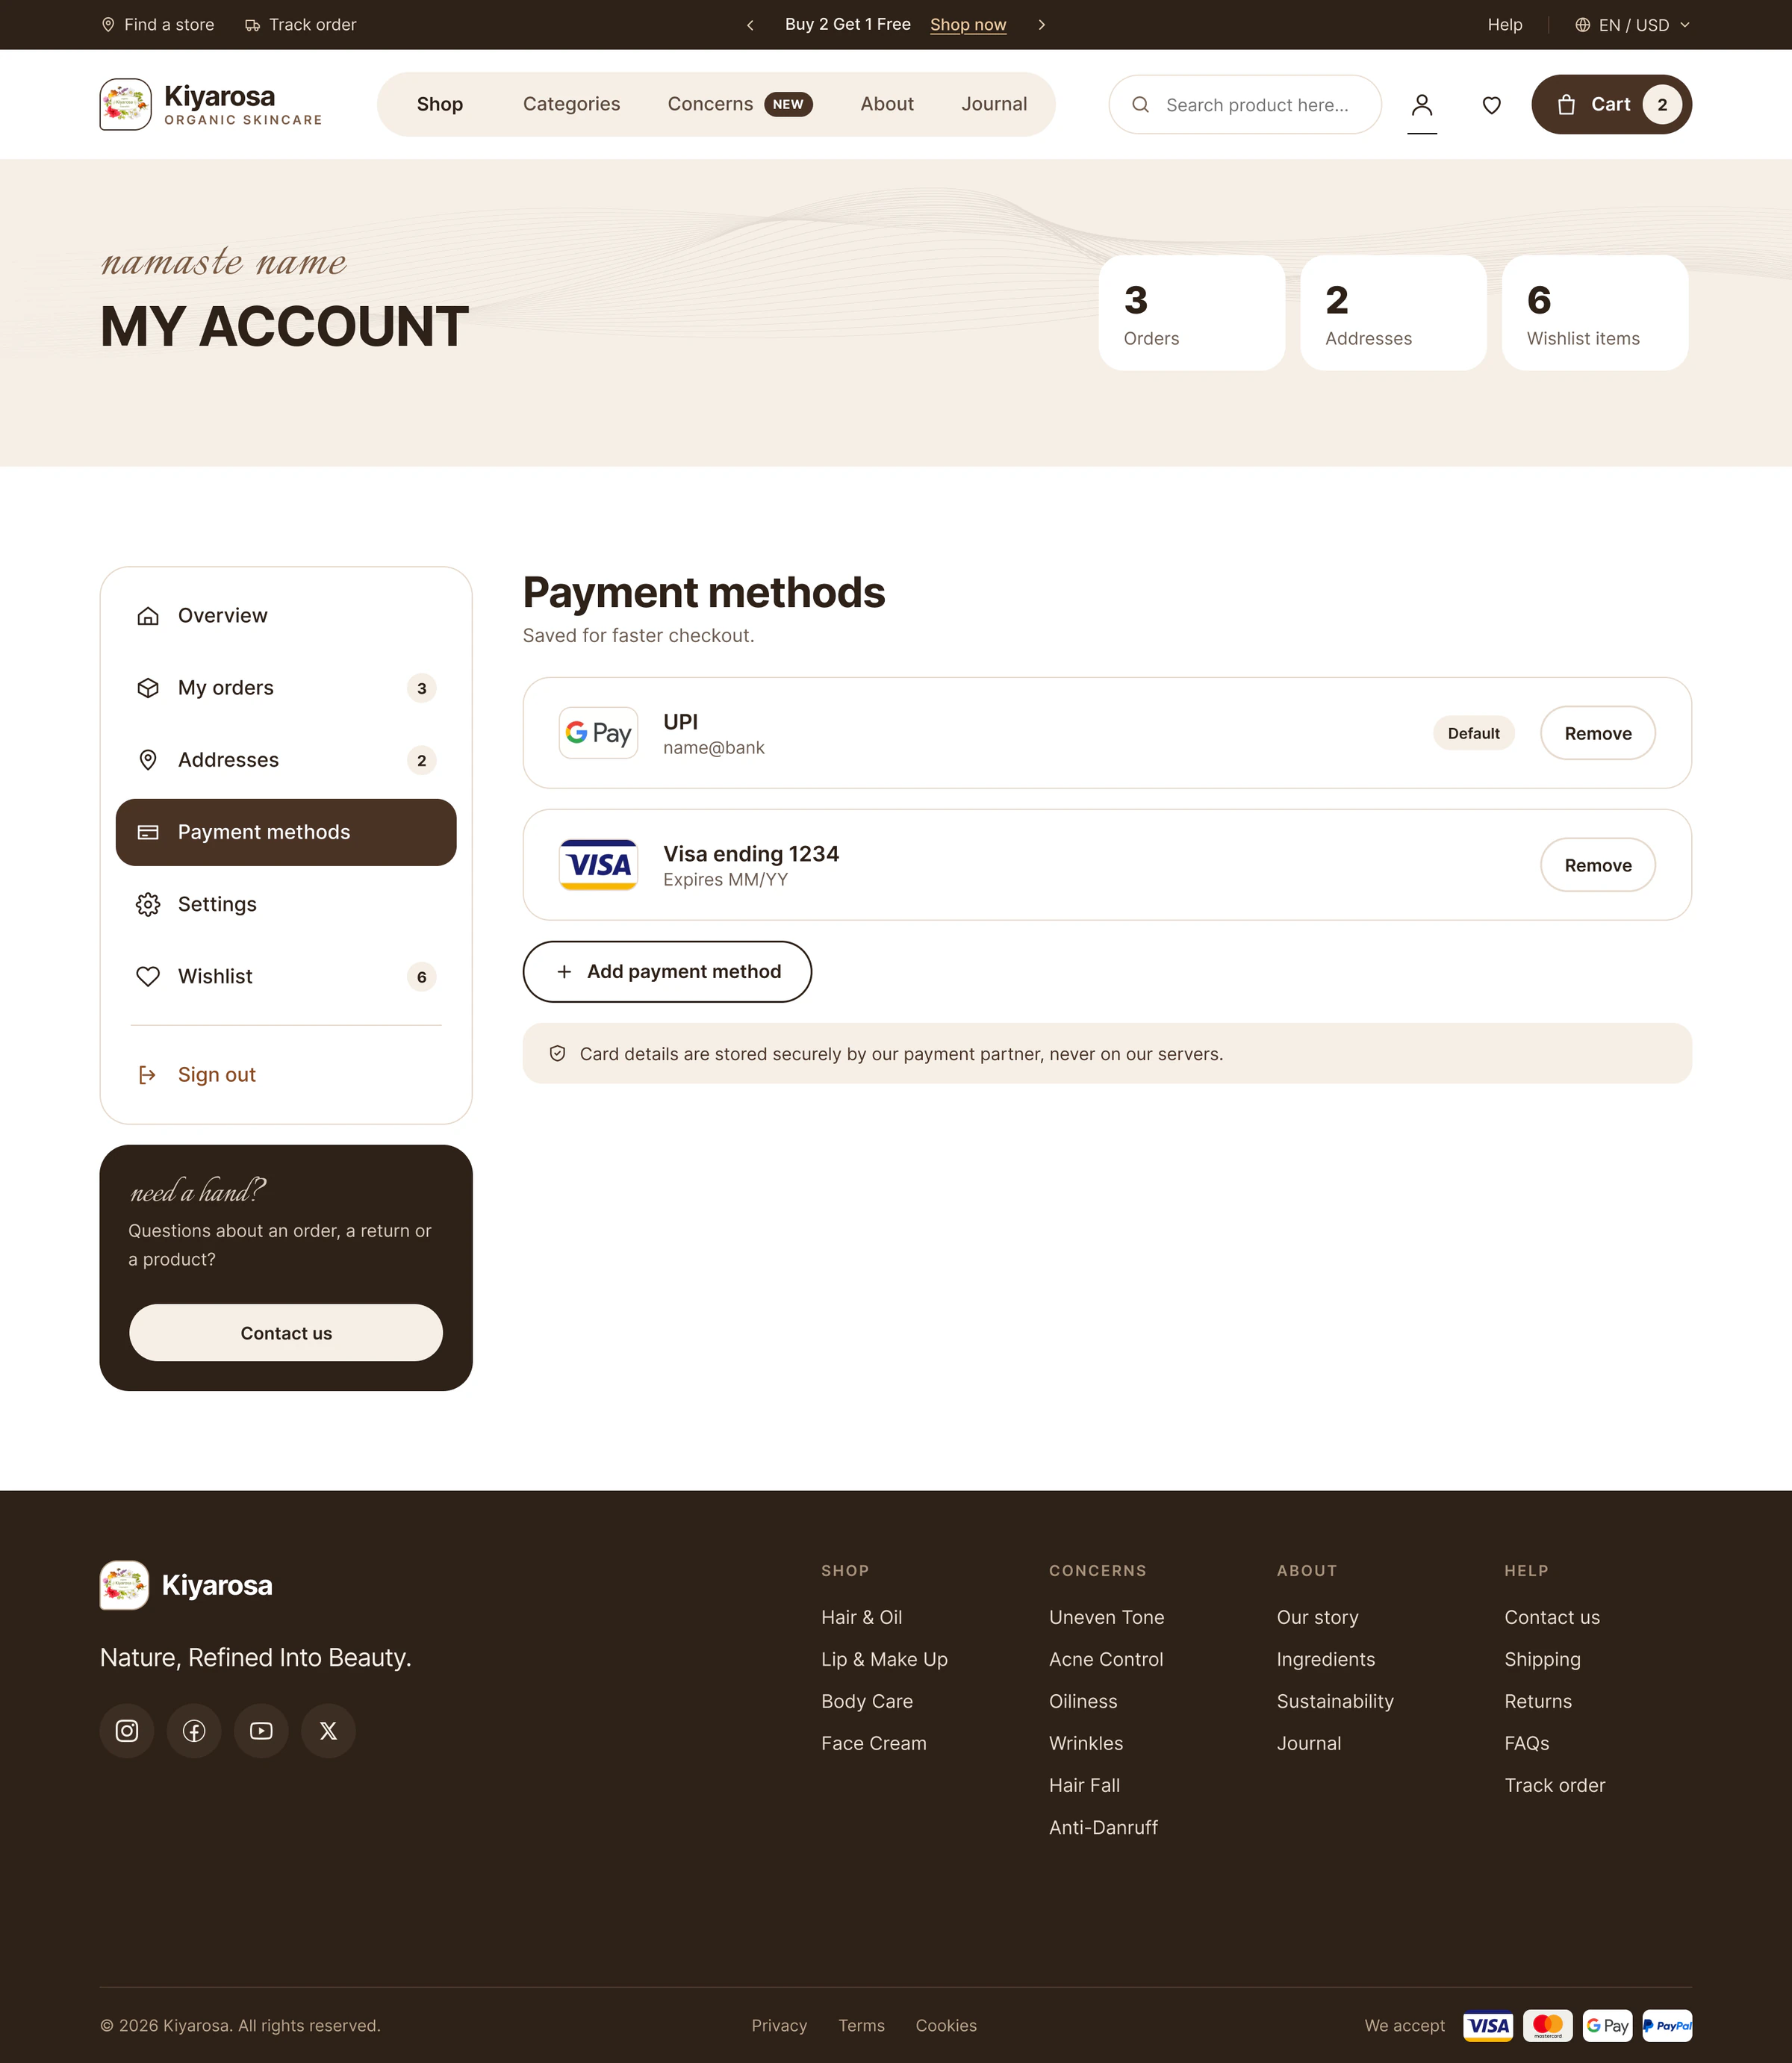 Find a store
Track order
Buy 2 Get 1 Free Shop now
Help
EN / USD
Kiyarosa
ORGANIC SKINCARE
Shop
Categories
Concerns NEW
About
Journal
Search product here...
Cart 2
namaste name
MY ACCOUNT
3
Orders
2
Addresses
6
Wishlist items
Overview
My orders 3
Addresses 2
Payment methods
Settings
Wishlist 6
Sign out
need a hand?
Questions about an order, a return or
a product?
Contact us
Payment methods
Saved for faster checkout.
G Pay
UPI
name@bank
Default
Remove
VISA
Visa ending 1234
Expires MM/YY
Remove
+ Add payment method
Card details are stored securely by our payment partner, never on our servers.
Kiyarosa
Nature, Refined Into Beauty.
SHOP
Hair & Oil
Lip & Make Up
Body Care
Face Cream
CONCERNS
Uneven Tone
Acne Control
Oiliness
Wrinkles
Hair Fall
Anti-Danruff
ABOUT
Our story
Ingredients
Sustainability
Journal
HELP
Contact us
Shipping
Returns
FAQs
Track order
© 2026 Kiyarosa. All rights reserved.
Privacy
Terms
Cookies
We accept
VISA
mastercard
G Pay
PayPal